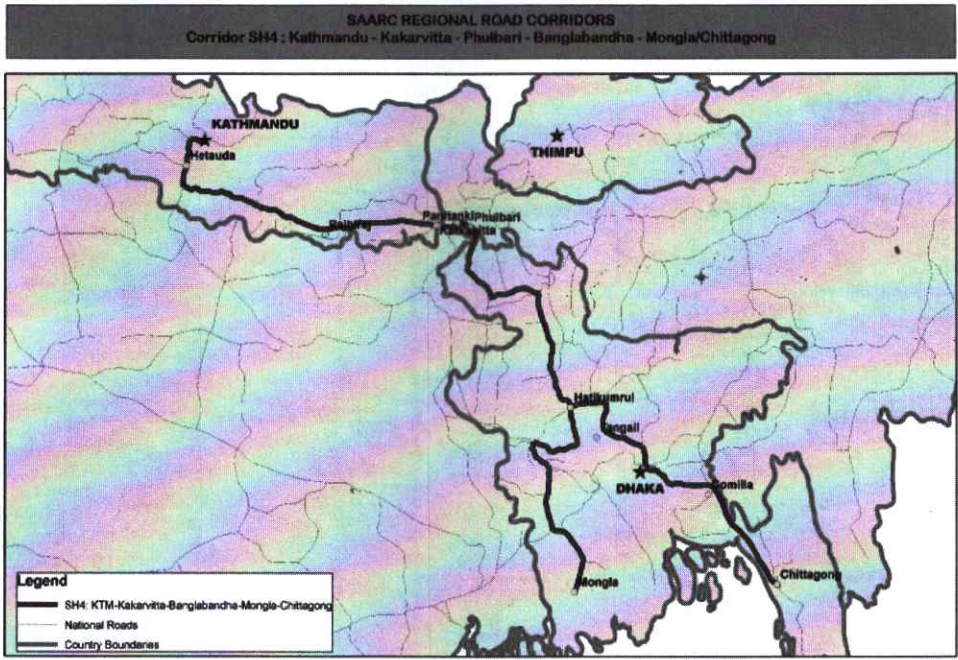 SAARC REGIONAL ROAD CORRIDORS
Corridor SH4 : Kathmandu - Kakarvitta - Phulbari - Banglabandha - Mongla/Chittagong
KATHMANDU
THIMPU
Hetauda
Panitanki Phulbari
Kakarvitta
Hatikumrul
Tangail
DHAKA
Comilla
Mongla
Chittagong
Legend
SH4: KTM-Kakarvitta-Banglabandha-Mongla-Chittagong
National Roads
Country Boundaries